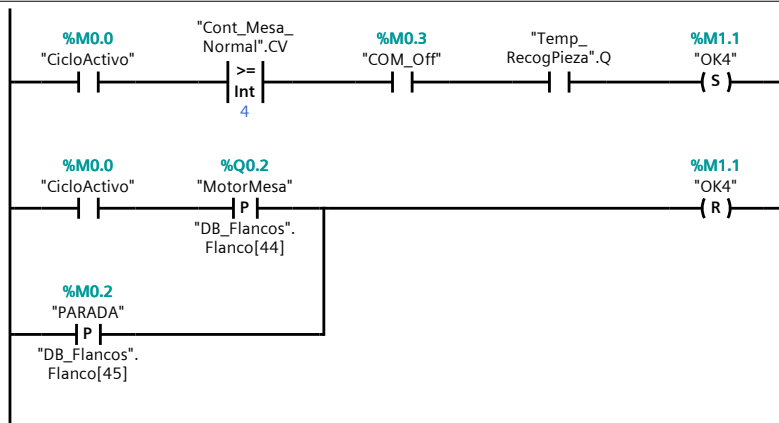 "Cont_Mesa_
Normal".CV
%M0.0
"CicloActivo"
>=
Int
4
%M0.3
"COM_Off"
"Temp_
RecogPieza".Q
%M1.1
"OK4"
S
%M0.0
"CicloActivo"
%Q0.2
"MotorMesa"
P
"DB_Flancos".
Flanco[44]
%M1.1
"OK4"
R
%M0.2
"PARADA"
P
"DB_Flancos".
Flanco[45]